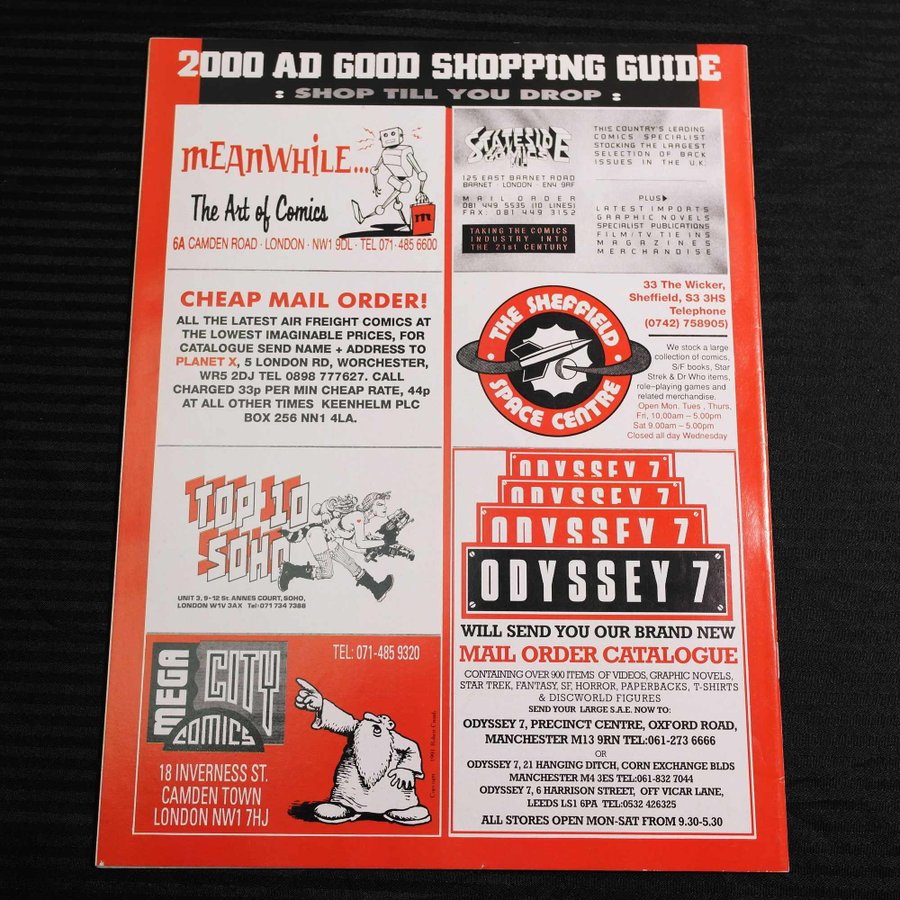 2000 AD GOOD SHOPPING GUIDE
: SHOP TILL YOU DROP :
MEANWHILE...
The Art of Comics
m
6A CAMDEN ROAD · LONDON · NW1 9DL · TEL 071 · 485 6600
CHEAP MAIL ORDER!
ALL THE LATEST AIR FREIGHT COMICS AT
THE LOWEST IMAGINABLE PRICES, FOR
CATALOGUE SEND NAME + ADDRESS TO
PLANET X, 5 LONDON RD, WORCHESTER,
WR5 2DJ TEL 0898 777627. CALL
CHARGED 33p PER MIN CHEAP RATE, 44p
AT ALL OTHER TIMES KEENHELM PLC
BOX 256 NN1 4LA.
TOP 10
SOHO
UNIT 3, 9-12 St. ANNES COURT, SOHO,
LONDON W1V 3AX Tel: 071 734 7388
MEGA
CITY
COMICS
TEL: 071-485 9320
18 INVERNESS ST.
CAMDEN TOWN
LONDON NW1 7HJ
Copyright 1991 Robert Crumb
STATESIDE
COMICS
125 EAST BARNET ROAD
BARNET · LONDON · EN4 9RF
MAIL ORDER
081 449 5535 (10 LINES)
FAX: 081 449 3152
TAKING THE COMICS
INDUSTRY INTO
THE 21st CENTURY
THIS COUNTRY'S LEADING
COMICS SPECIALIST
STOCKING THE LARGEST
SELECTION OF BACK
ISSUES IN THE U.K.
PLUS▶
LATEST IMPORTS
GRAPHIC NOVELS
SPECIALIST PUBLICATIONS
FILM/TV TIE INS
MAGAZINES
MERCHANDISE
· THE SHEFFIELD ·
SPACE CENTRE
33 The Wicker,
Sheffield, S3 3HS
Telephone
(0742) 758905)
We stock a large
collection of comics,
S/F books, Star
Strek & Dr Who items,
role-playing games and
related merchandise.
Open Mon. Tues , Thurs,
Fri, 10,00am – 5.00pm
Sat 9.00am – 5.00pm
Closed all day Wednesday
ODYSSEY 7
ODYSSEY 7
ODYSSEY 7
ODYSSEY 7
WILL SEND YOU OUR BRAND NEW
MAIL ORDER CATALOGUE
CONTAINING OVER 900 ITEMS OF VIDEOS, GRAPHIC NOVELS,
STAR TREK, FANTASY, SF, HORROR, PAPERBACKS, T-SHIRTS
& DISCWORLD FIGURES
SEND YOUR LARGE S.A.E. NOW TO:
ODYSSEY 7, PRECINCT CENTRE, OXFORD ROAD,
MANCHESTER M13 9RN TEL:061-273 6666
OR
ODYSSEY 7, 21 HANGING DITCH, CORN EXCHANGE BLDS
MANCHESTER M4 3ES TEL:061-832 7044
ODYSSEY 7, 6 HARRISON STREET, OFF VICAR LANE,
LEEDS LS1 6PA TEL:0532 426325
ALL STORES OPEN MON-SAT FROM 9.30-5.30